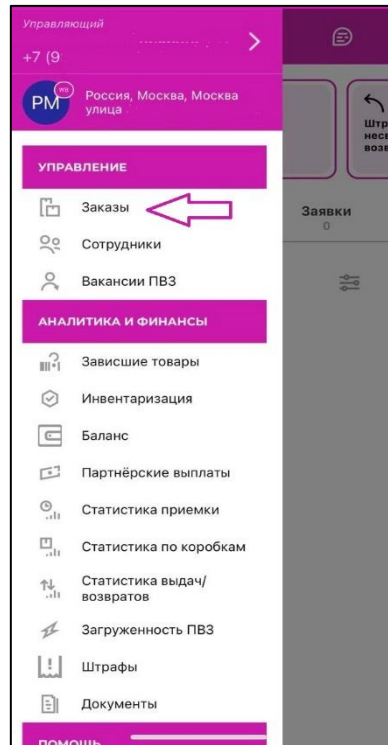 Управляющий
+7 (9
РМ
WB
Россия, Москва, Москва
улица
УПРАВЛЕНИЕ
Заказы
Сотрудники
Вакансии ПВЗ
АНАЛИТИКА И ФИНАНСЫ
Зависшие товары
Инвентаризация
Баланс
Партнёрские выплаты
Статистика приемки
Статистика по коробкам
Статистика выдач/
возвратов
Загруженность ПВЗ
Штрафы
Документы
ПОМОЩЬ
Штр
несв
возв
Заявки
0